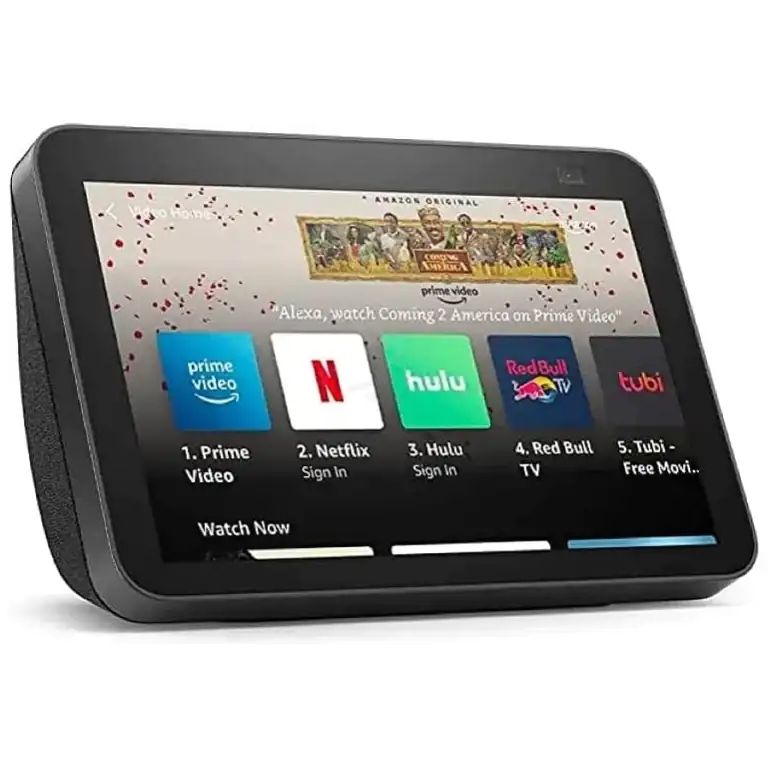 Video Home
AMAZON ORIGINAL
COMING 2 AMERICA
prime video
"Alexa, watch Coming 2 America on Prime Video"
prime
video
N
hulu
Red Bull
TV
tubi
1. Prime
Video
2. Netflix
Sign In
3. Hulu
Sign In
4. Red Bull
TV
5. Tubi -
Free Movi..
Watch Now